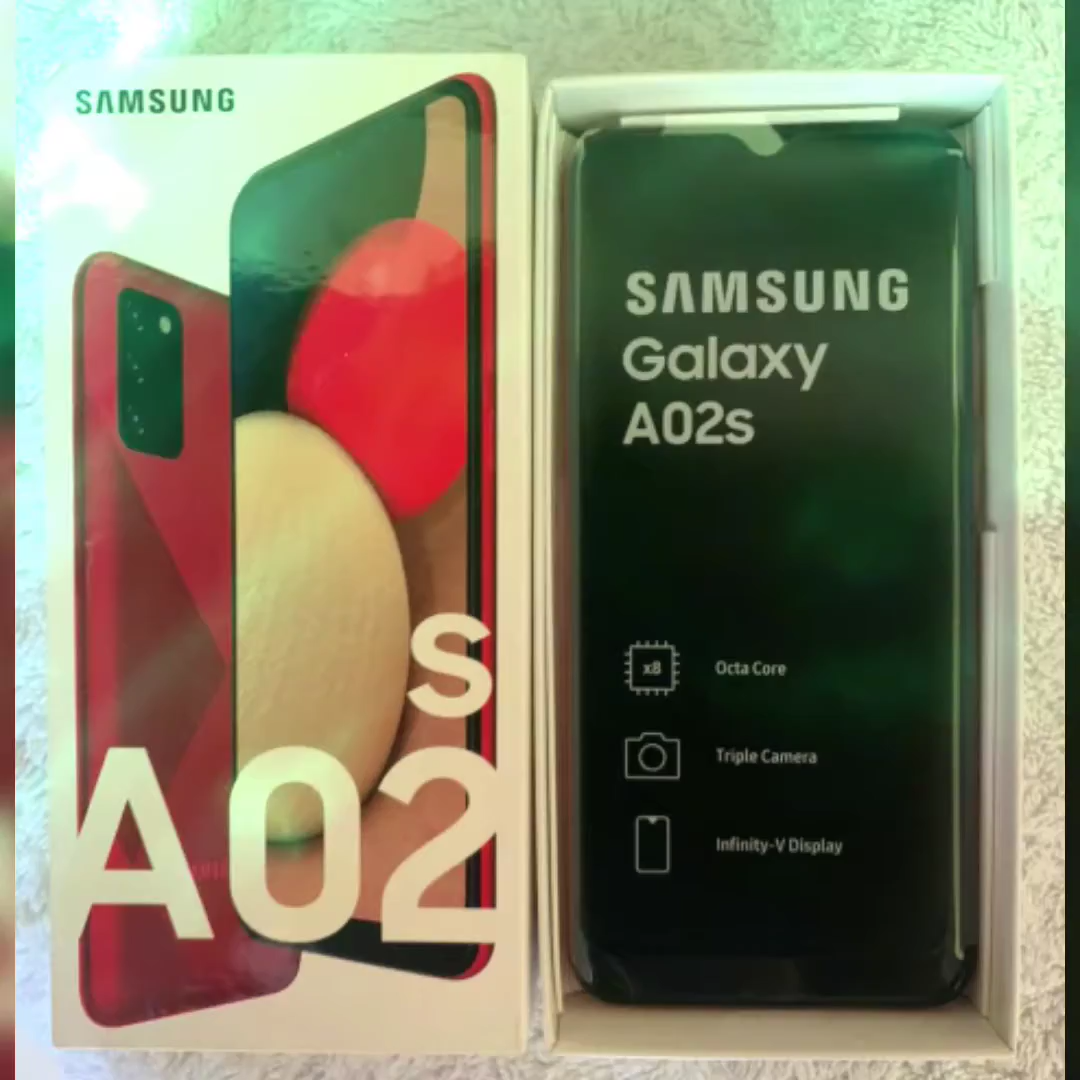 SAMSUNG
s
A02
SAMSUNG
Galaxy
A02s
x8
Octa Core
Triple Camera
Infinity-V Display